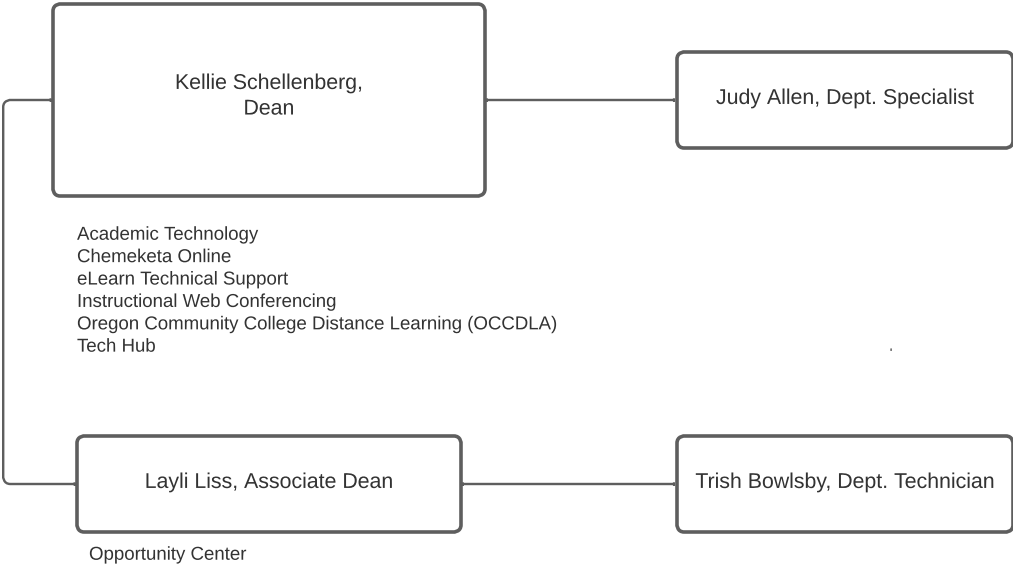 Kellie Schellenberg,
Dean
Judy Allen, Dept. Specialist
Academic Technology
Chemeketa Online
eLearn Technical Support
Instructional Web Conferencing
Oregon Community College Distance Learning (OCCDLA)
Tech Hub
Layli Liss, Associate Dean
Trish Bowlsby, Dept. Technician
Opportunity Center